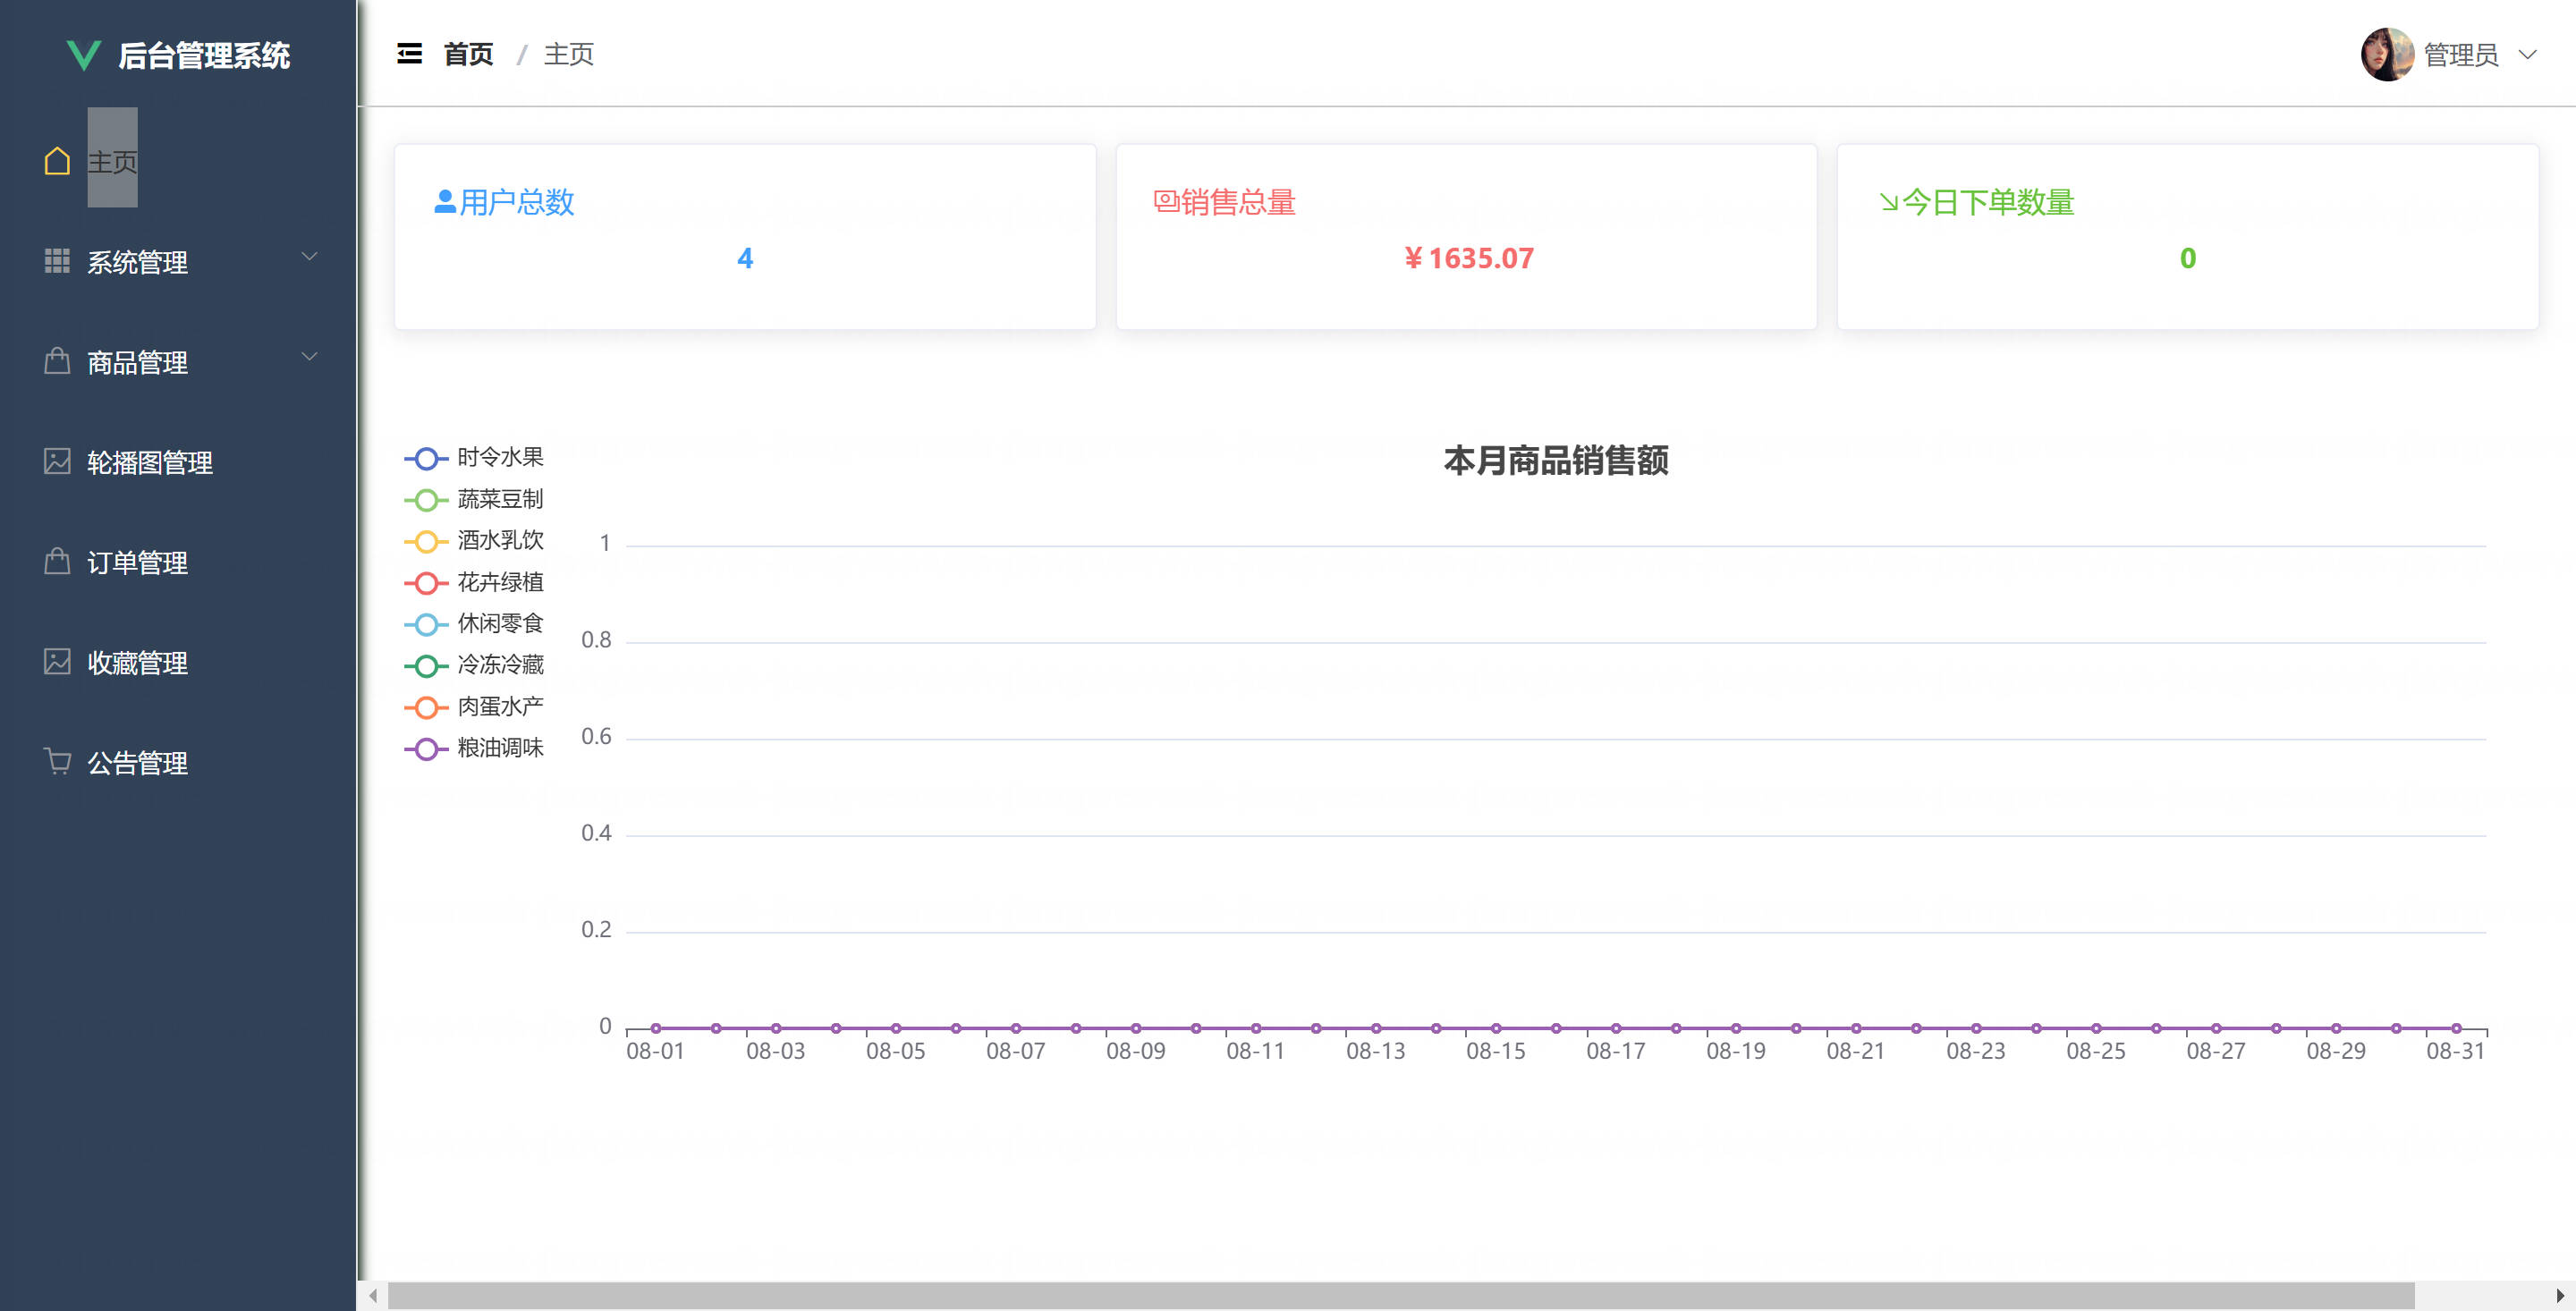 后台管理系统
主页
系统管理
商品管理
轮播图管理
订单管理
收藏管理
公告管理
首页 / 主页
管理员
用户总数
4
销售总量
¥ 1635.07
今日下单数量
0
本月商品销售额
时令水果
蔬菜豆制
酒水乳饮
花卉绿植
休闲零食
冷冻冷藏
肉蛋水产
粮油调味
1
0.8
0.6
0.4
0.2
0
08-01 08-03 08-05 08-07 08-09 08-11 08-13 08-15 08-17 08-19 08-21 08-23 08-25 08-27 08-29 08-31